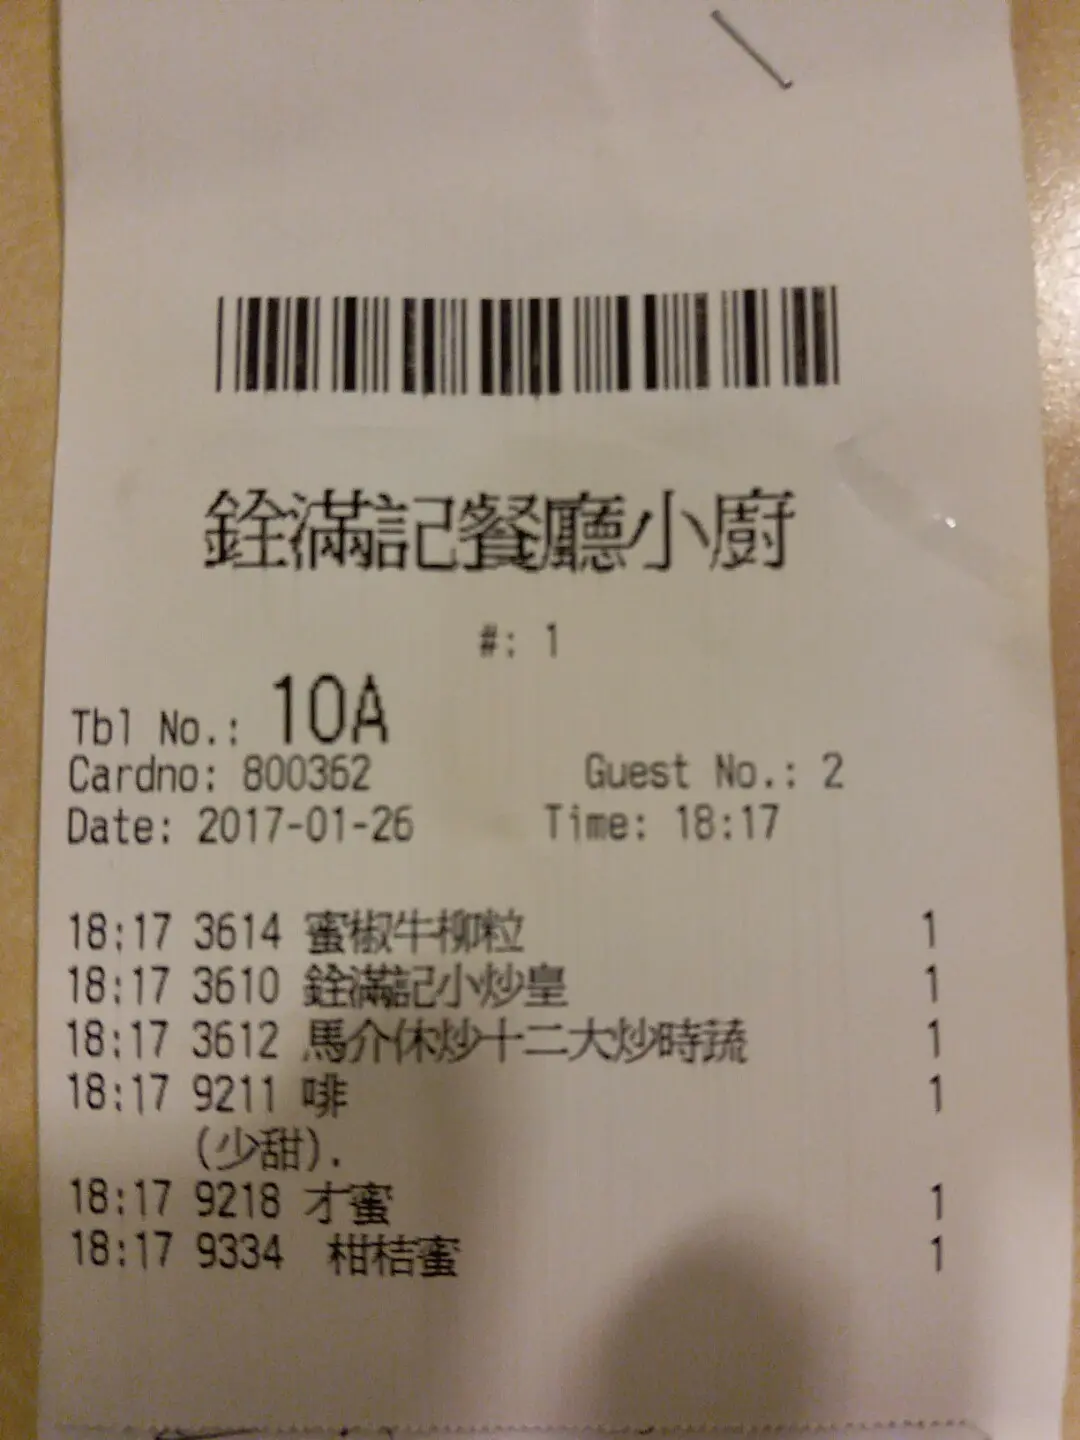 銓滿記餐廳小廚
#: 1
Tbl No.: 10A
Cardno: 800362 Guest No.: 2
Date: 2017-01-26 Time: 18:17
18:17 3614 蜜椒牛柳粒 1
18:17 3610 銓滿記小炒皇 1
18:17 3612 馬介休炒十二大炒時蔬 1
18:17 9211 啡 1
(少甜).
18:17 9218 才蜜 1
18:17 9334 柑桔蜜 1